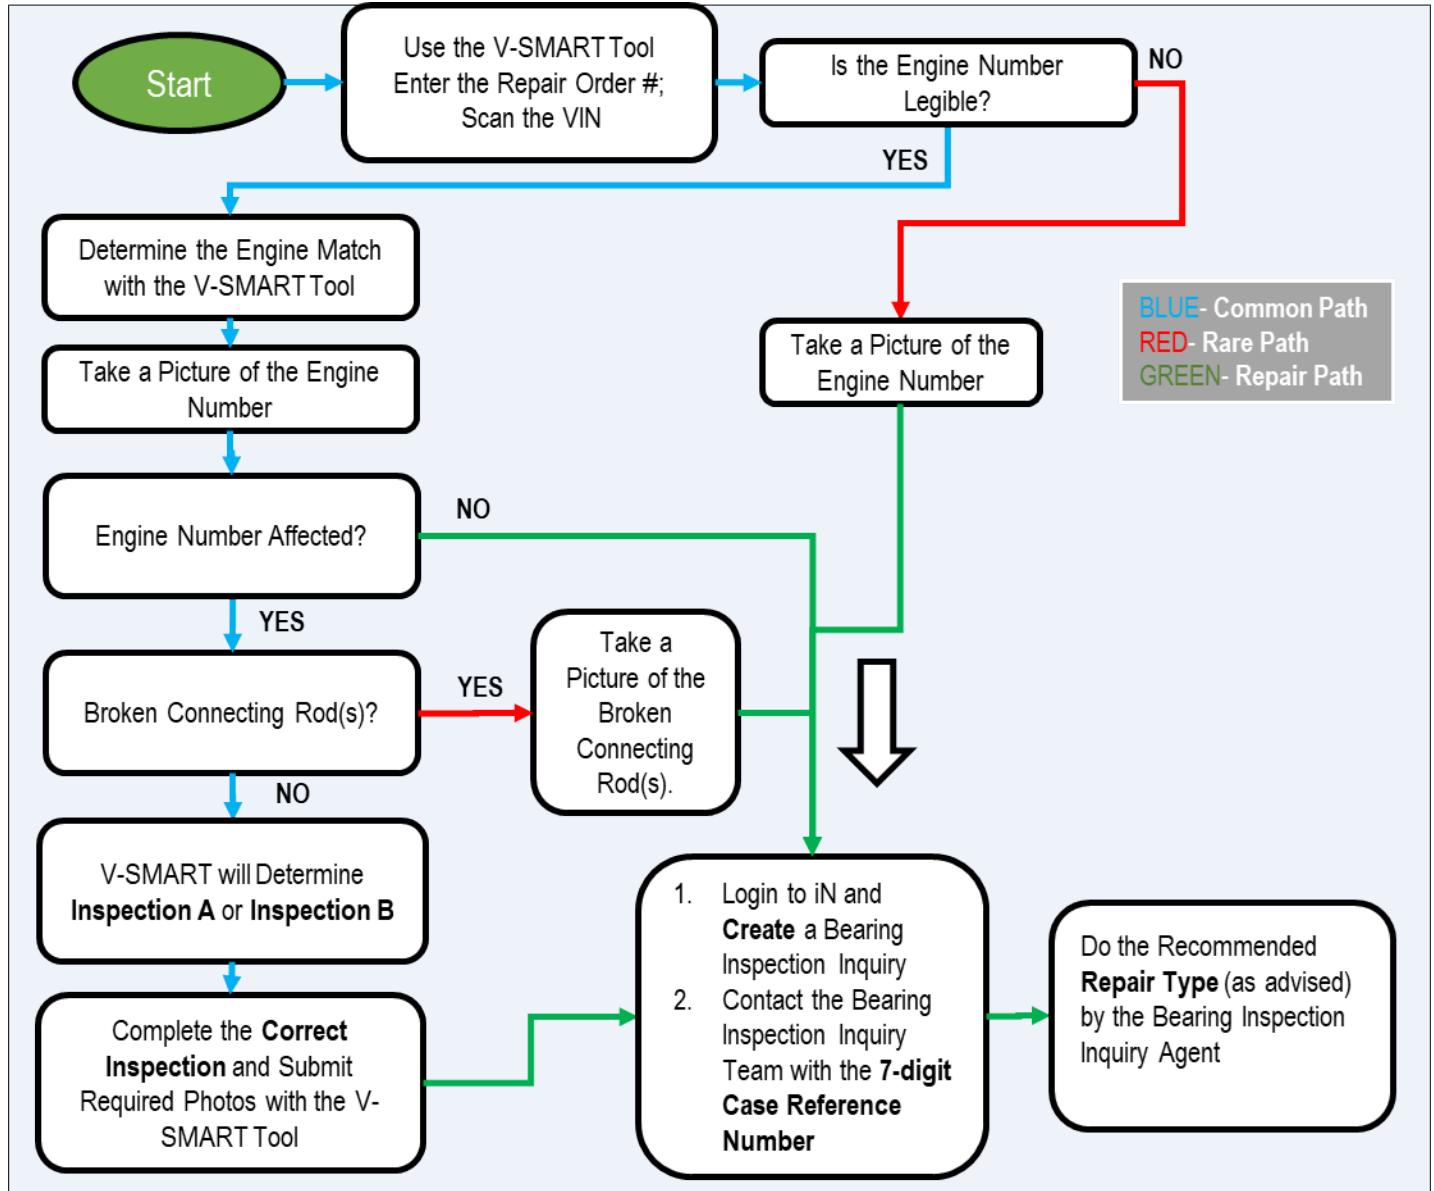 Start
Use the V-SMART Tool
Enter the Repair Order #;
Scan the VIN
Is the Engine Number
Legible?
NO
YES
Determine the Engine Match
with the V-SMART Tool
Take a Picture of the Engine
Number
Take a Picture of the
Engine Number
BLUE- Common Path
RED- Rare Path
GREEN- Repair Path
Engine Number Affected?
NO
YES
Broken Connecting Rod(s)?
YES
Take a
Picture of the
Broken
Connecting
Rod(s).
NO
V-SMART will Determine
Inspection A or Inspection B
Complete the Correct
Inspection and Submit
Required Photos with the V-
SMART Tool
1. Login to iN and
Create a Bearing
Inspection Inquiry
2. Contact the Bearing
Inspection Inquiry
Team with the 7-digit
Case Reference
Number
Do the Recommended
Repair Type (as advised)
by the Bearing Inspection
Inquiry Agent